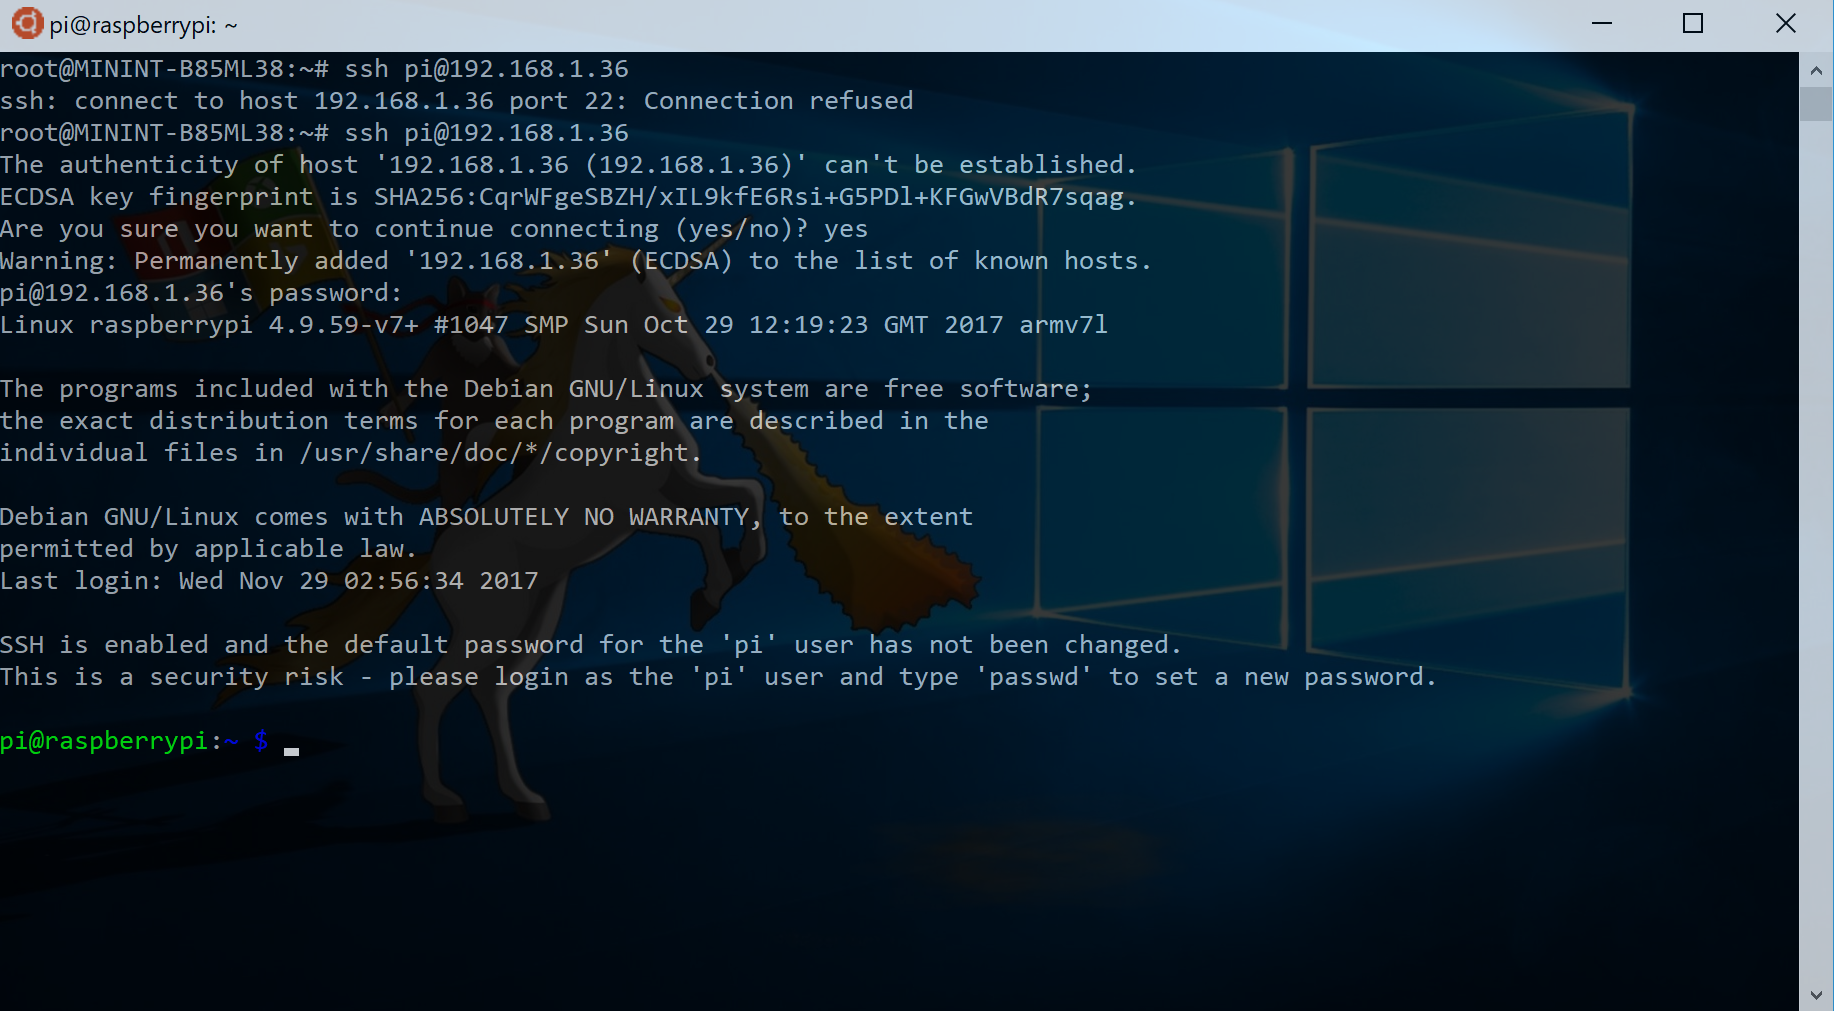 pi@raspberrypi: ~
root@MININT-B85ML38:~# ssh pi@192.168.1.36
ssh: connect to host 192.168.1.36 port 22: Connection refused
root@MININT-B85ML38:~# ssh pi@192.168.1.36
The authenticity of host '192.168.1.36 (192.168.1.36)' can't be established.
ECDSA key fingerprint is SHA256:CqrWFgeSBZH/xIL9kfE6Rsi+G5PDl+KFGwVBdR7sqag.
Are you sure you want to continue connecting (yes/no)? yes
Warning: Permanently added '192.168.1.36' (ECDSA) to the list of known hosts.
pi@192.168.1.36's password:
Linux raspberrypi 4.9.59-v7+ #1047 SMP Sun Oct 29 12:19:23 GMT 2017 armv7l
The programs included with the Debian GNU/Linux system are free software;
the exact distribution terms for each program are described in the
individual files in /usr/share/doc/*/copyright.
Debian GNU/Linux comes with ABSOLUTELY NO WARRANTY, to the extent
permitted by applicable law.
Last login: Wed Nov 29 02:56:34 2017
SSH is enabled and the default password for the 'pi' user has not been changed.
This is a security risk - please login as the 'pi' user and type 'passwd' to set a new password.
pi@raspberrypi:~ $